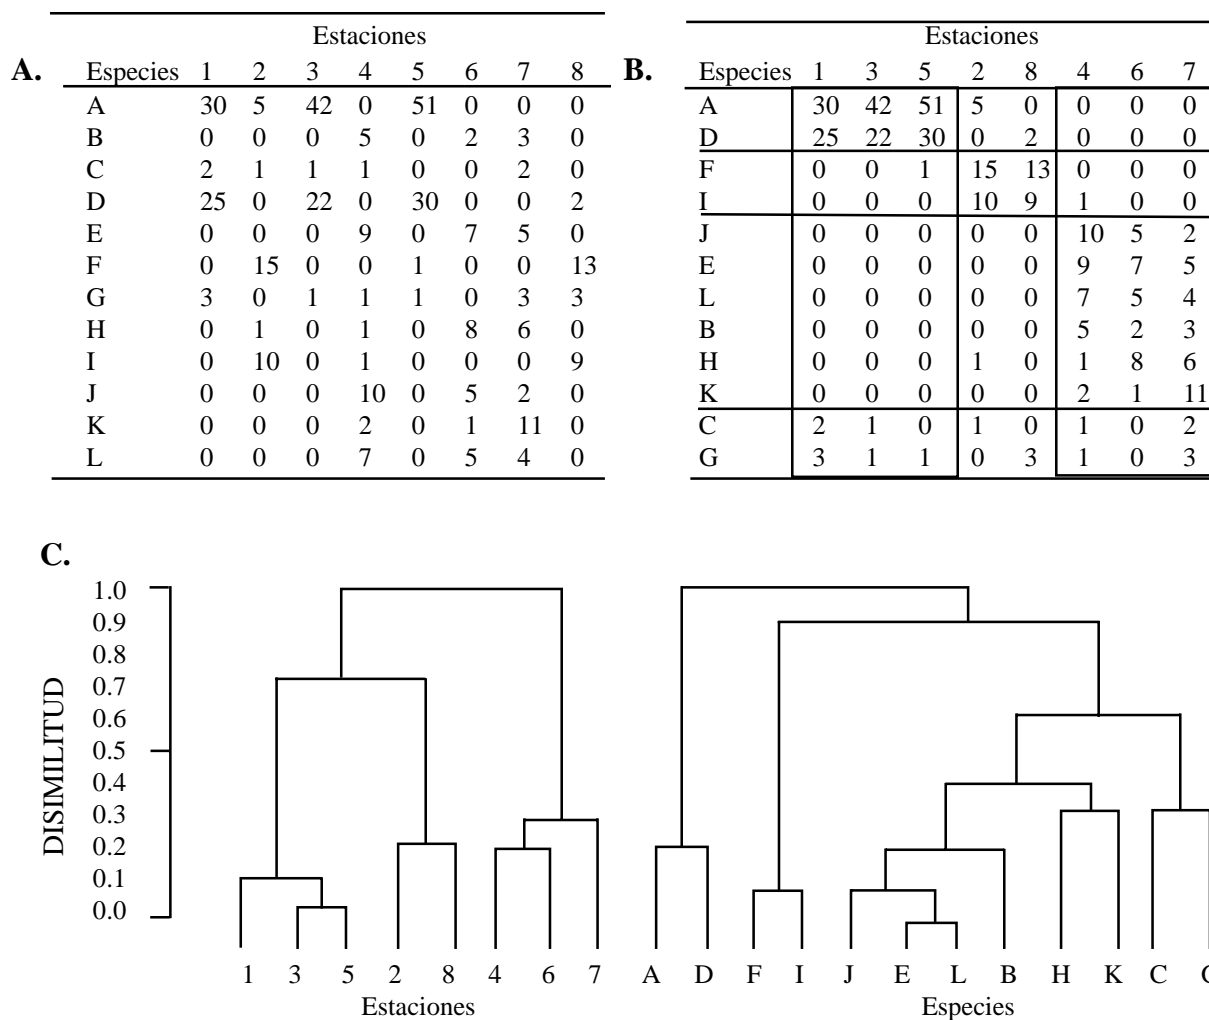 A.
Estaciones
Especies 1 2 3 4 5 6 7 8
A 30 5 42 0 51 0 0 0
B 0 0 0 5 0 2 3 0
C 2 1 1 1 0 0 2 0
D 25 0 22 0 30 0 0 2
E 0 0 0 9 0 7 5 0
F 0 15 0 0 1 0 0 13
G 3 0 1 1 1 0 3 3
H 0 1 0 1 0 8 6 0
I 0 10 0 1 0 0 0 9
J 0 0 0 10 0 5 2 0
K 0 0 0 2 0 1 11 0
L 0 0 0 7 0 5 4 0
B.
Estaciones
Especies 1 3 5 2 8 4 6 7
A 30 42 51 5 0 0 0 0
D 25 22 30 0 2 0 0 0
F 0 0 1 15 13 0 0 0
I 0 0 0 10 9 1 0 0
J 0 0 0 0 0 10 5 2
E 0 0 0 0 0 9 7 5
L 0 0 0 0 0 7 5 4
B 0 0 0 0 0 5 2 3
H 0 0 0 1 0 1 8 6
K 0 0 0 0 0 2 1 11
C 2 1 0 1 0 1 0 2
G 3 1 1 0 3 1 0 3
C.
DISIMILITUD
1.0
0.9
0.8
0.7
0.6
0.5
0.4
0.3
0.2
0.1
0.0
1 3 5 2 8 4 6 7
Estaciones
A D F I J E L B H K C
Especies